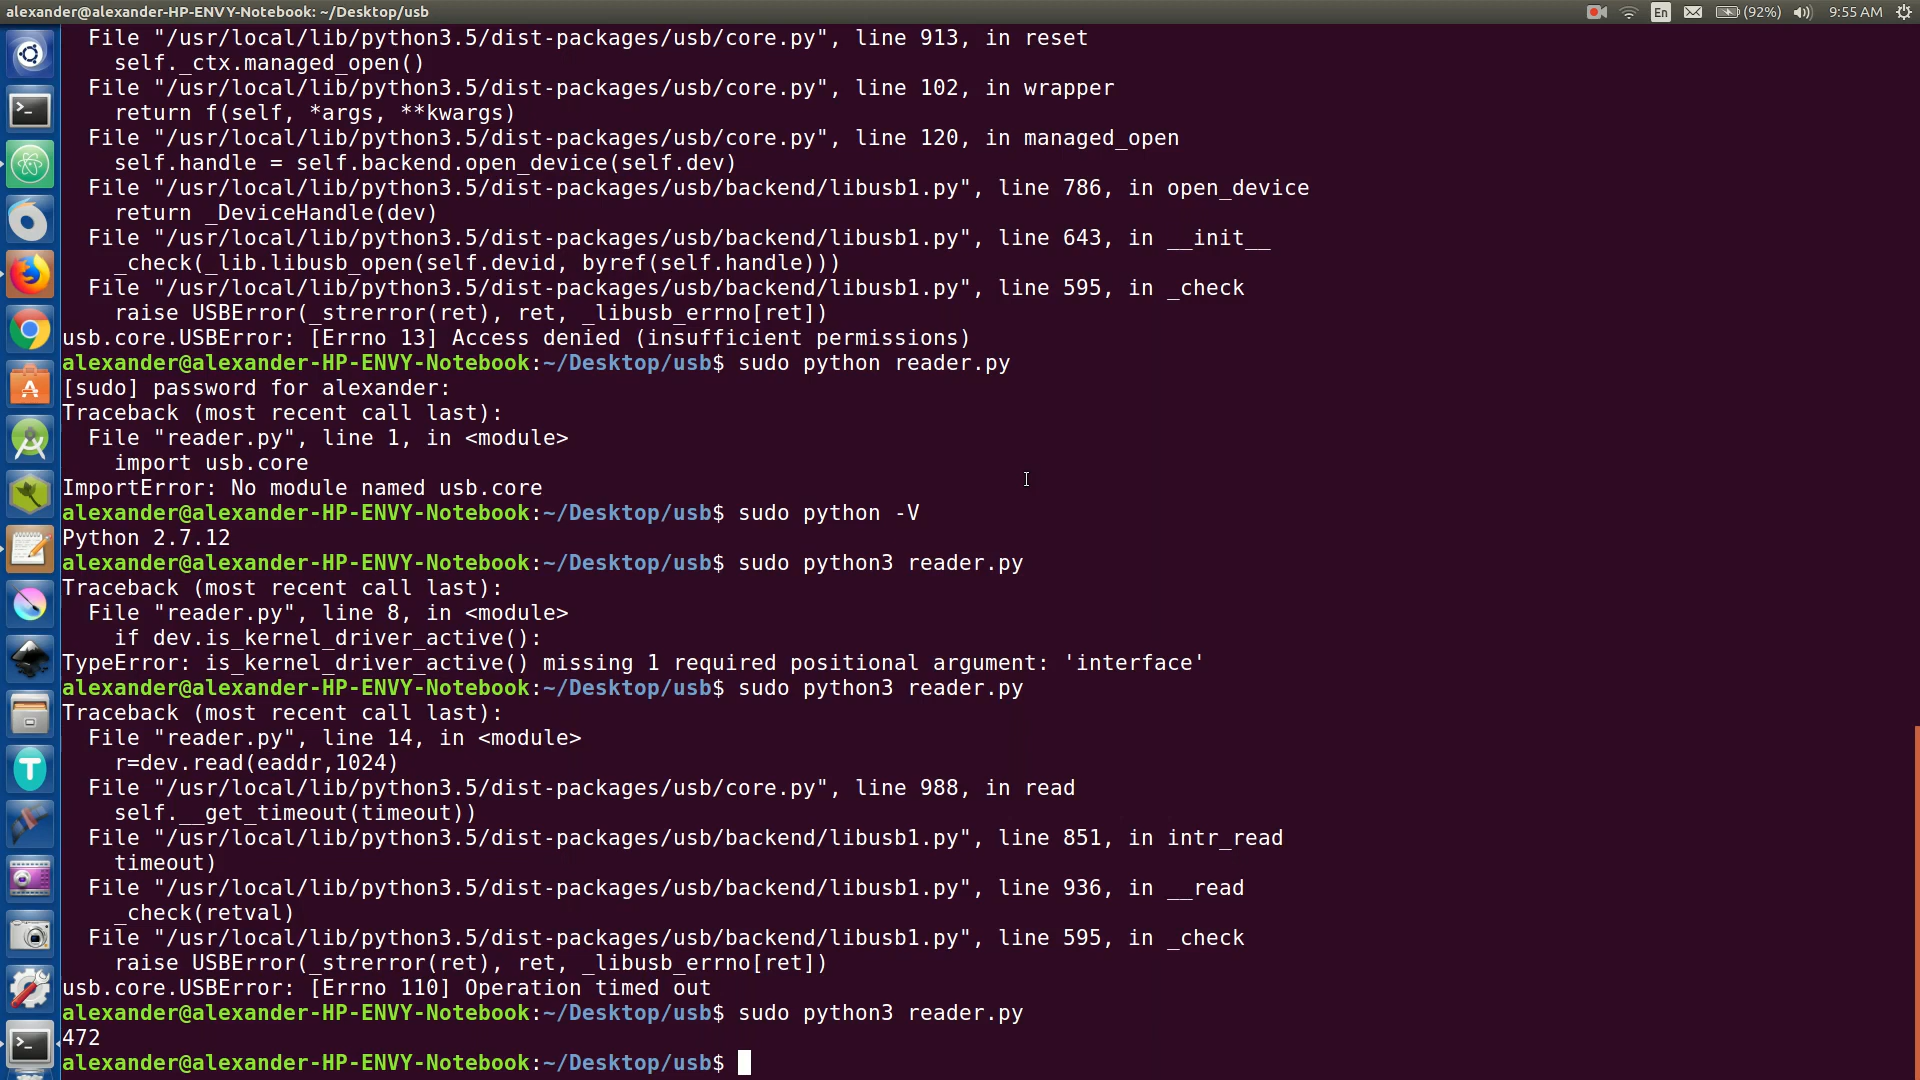 alexander@alexander-HP-ENVY-Notebook: ~/Desktop/usb
En
(92%)
9:55 AM
File "/usr/local/lib/python3.5/dist-packages/usb/core.py", line 913, in reset
self._ctx.managed_open()
File "/usr/local/lib/python3.5/dist-packages/usb/core.py", line 102, in wrapper
return f(self, *args, **kwargs)
File "/usr/local/lib/python3.5/dist-packages/usb/core.py", line 120, in managed_open
self.handle = self.backend.open_device(self.dev)
File "/usr/local/lib/python3.5/dist-packages/usb/backend/libusb1.py", line 786, in open_device
return _DeviceHandle(dev)
File "/usr/local/lib/python3.5/dist-packages/usb/backend/libusb1.py", line 643, in __init__
_check(_lib.libusb_open(self.devid, byref(self.handle)))
File "/usr/local/lib/python3.5/dist-packages/usb/backend/libusb1.py", line 595, in _check
raise USBError(_strerror(ret), ret, _libusb_errno[ret])
usb.core.USBError: [Errno 13] Access denied (insufficient permissions)
alexander@alexander-HP-ENVY-Notebook:~/Desktop/usb$ sudo python reader.py
[sudo] password for alexander:
Traceback (most recent call last):
File "reader.py", line 1, in <module>
import usb.core
ImportError: No module named usb.core
alexander@alexander-HP-ENVY-Notebook:~/Desktop/usb$ sudo python -V
Python 2.7.12
alexander@alexander-HP-ENVY-Notebook:~/Desktop/usb$ sudo python3 reader.py
Traceback (most recent call last):
File "reader.py", line 8, in <module>
if dev.is_kernel_driver_active():
TypeError: is_kernel_driver_active() missing 1 required positional argument: 'interface'
alexander@alexander-HP-ENVY-Notebook:~/Desktop/usb$ sudo python3 reader.py
Traceback (most recent call last):
File "reader.py", line 14, in <module>
r=dev.read(eaddr,1024)
File "/usr/local/lib/python3.5/dist-packages/usb/core.py", line 988, in read
self.__get_timeout(timeout))
File "/usr/local/lib/python3.5/dist-packages/usb/backend/libusb1.py", line 851, in intr_read
timeout)
File "/usr/local/lib/python3.5/dist-packages/usb/backend/libusb1.py", line 936, in __read
_check(retval)
File "/usr/local/lib/python3.5/dist-packages/usb/backend/libusb1.py", line 595, in _check
raise USBError(_strerror(ret), ret, _libusb_errno[ret])
usb.core.USBError: [Errno 110] Operation timed out
alexander@alexander-HP-ENVY-Notebook:~/Desktop/usb$ sudo python3 reader.py
472
alexander@alexander-HP-ENVY-Notebook:~/Desktop/usb$